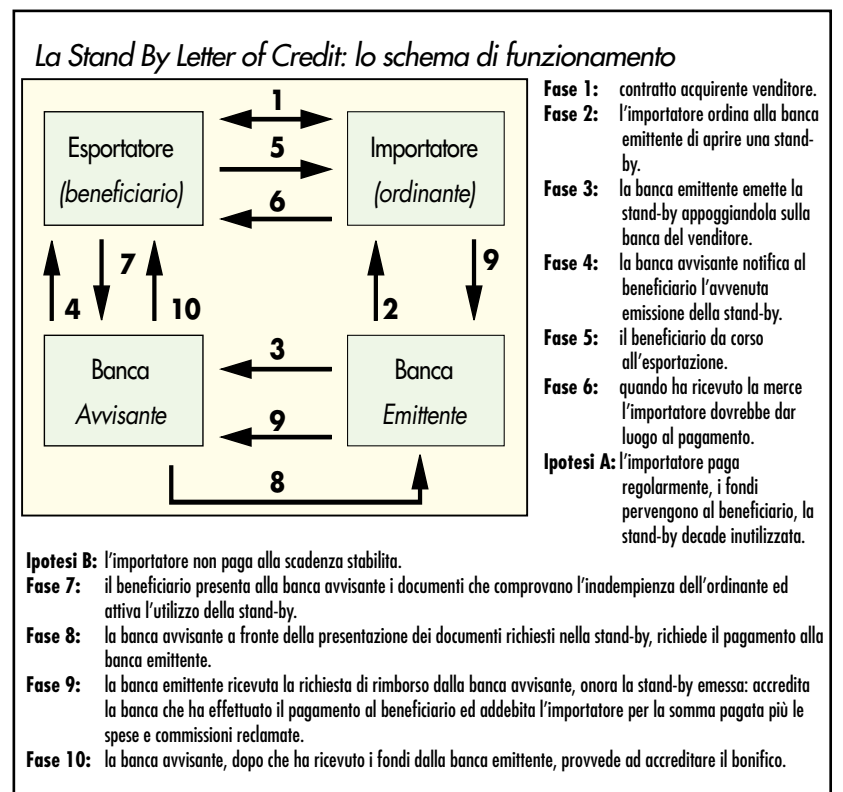 La Stand By Letter of Credit: lo schema di funzionamento
1
Esportatore
(beneficiario)
5
Importatore
(ordinante)
6
4
7
10
2
9
Banca
Avvisante
3
Banca
Emittente
9
8
Fase 1: contratto acquirente venditore.
Fase 2: l'importatore ordina alla banca
emittente di aprire una stand-
by.
Fase 3: la banca emittente emette la
stand-by appoggiandola sulla
banca del venditore.
Fase 4: la banca avvisante notifica al
beneficiario l'avvenuta
emissione della stand-by.
Fase 5: il beneficiario da corso
all'esportazione.
Fase 6: quando ha ricevuto la merce
l'importatore dovrebbe dar
luogo al pagamento.
Ipotesi A: l'importatore paga
regolarmente, i fondi
pervengono al beneficiario, la
stand-by decade inutilizzata.
Ipotesi B: l'importatore non paga alla scadenza stabilita.
Fase 7: il beneficiario presenta alla banca avvisante i documenti che comprovano l'inadempienza dell'ordinante ed
attiva l'utilizzo della stand-by.
Fase 8: la banca avvisante a fronte della presentazione dei documenti richiesti nella stand-by, richiede il pagamento alla
banca emittente.
Fase 9: la banca emittente ricevuta la richiesta di rimborso dalla banca avvisante, onora la stand-by emessa: accredita
la banca che ha effettuato il pagamento al beneficiario ed addebita l'importatore per la somma pagata più le
spese e commissioni reclamate.
Fase 10: la banca avvisante, dopo che ha ricevuto i fondi dalla banca emittente, provvede ad accreditare il bonifico.